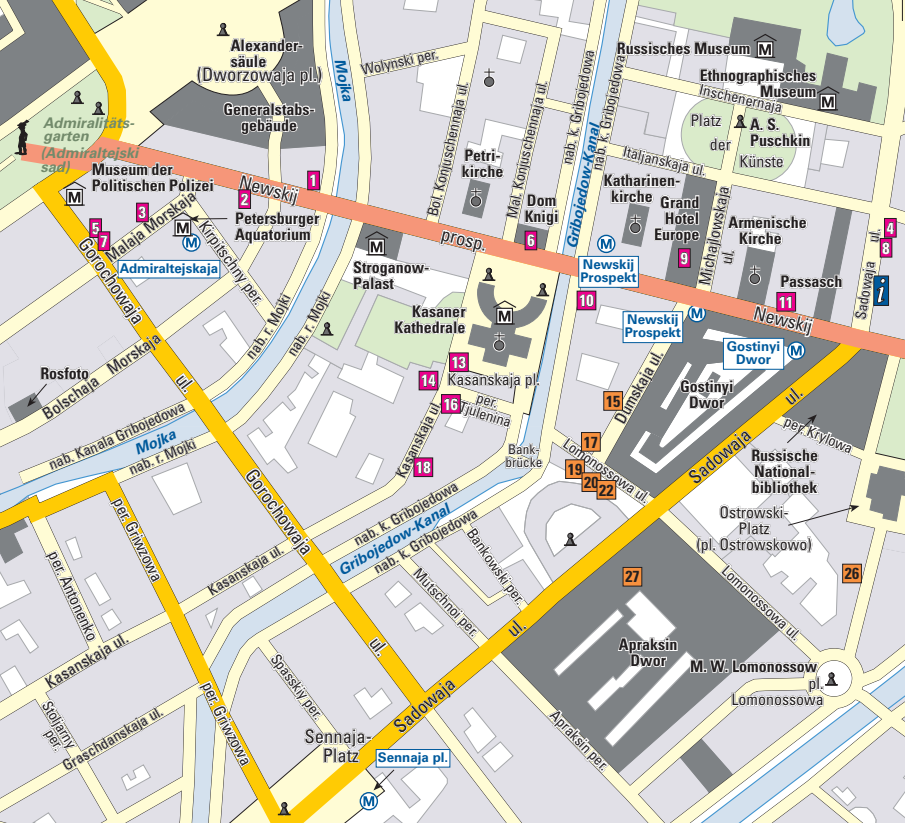 Alexander-
säule
(Dworzowaja pl.)
Generalstabs-
gebäude
Mojka
Wolynski per.
Bol. Konjuschennaja ul.
Mal. Konjuschennaja ul.
nab. k. Gribojedowa
Gribojedow-Kanal
nab. k. Gribojedowa
Russisches Museum
M
Ethnographisches
Museum
M
Inschenernaja
Platz
der
Künste
A. S.
Puschkin
Italjanskaja ul.
Admiralitäts-
garten
(Admiraltejski
sad)
Museum der
Politischen Polizei
M
Newskij
1
2
3
Malaja Morskaja
M
M
Petersburger
Aquatorium
Kirpitschny per.
5
7
Admiraltejskaja
Gorochowaja
ul.
Petri-
kirche
Dom
Knigi
6
prosp.
M
Stroganow-
Palast
Katharinen-
kirche
Grand
Hotel
Europe
9
Michajlowskaja
ul.
Armenische
Kirche
Passasch
11
4
8
Sadowaja
ul.
i
M
Newskij
Prospekt
10
Newskij
Prospekt
M
Newskij
Gostinyi
Dwor
M
Kasaner
Kathedrale
M
nab. r. Mojki
nab. r. Mojki
13
14
Kasanskaja pl.
16
per.
Tjulenina
Kasanskaja ul.
18
Bank-
brücke
15
Dumskaja ul.
Gostinyi
Dwor
17
19
20
22
Lomonossowa ul.
Sadowaja
ul.
per. Krylowa
Russische
National-
bibliothek
Ostrowski-
Platz
(pl. Ostrowskowo)
Rosfoto
Bolschaja Morskaja
nab. Kanala Gribojedowa
Mojka
nab. r. Mojki
Gorochowaja
ul.
nab. k. Gribojedowa
Gribojedow-Kanal
nab. k. Gribojedowa
per. Griwzowa
per. Antonenko
Kasanskaja ul.
Kasanskaja ul.
Bankowski per.
Mutschnoi per.
27
26
Lomonossowa ul.
Apraksin
Dwor
M. W. Lomonossow
pl.
Lomonossowa
ul.
Sadowaja
Apraksin per.
Spasskiy per.
Stoliarny
per.
Graschdanskaja ul.
per. Griwzowa
Sennaja-
Platz
Sennaja pl.
M